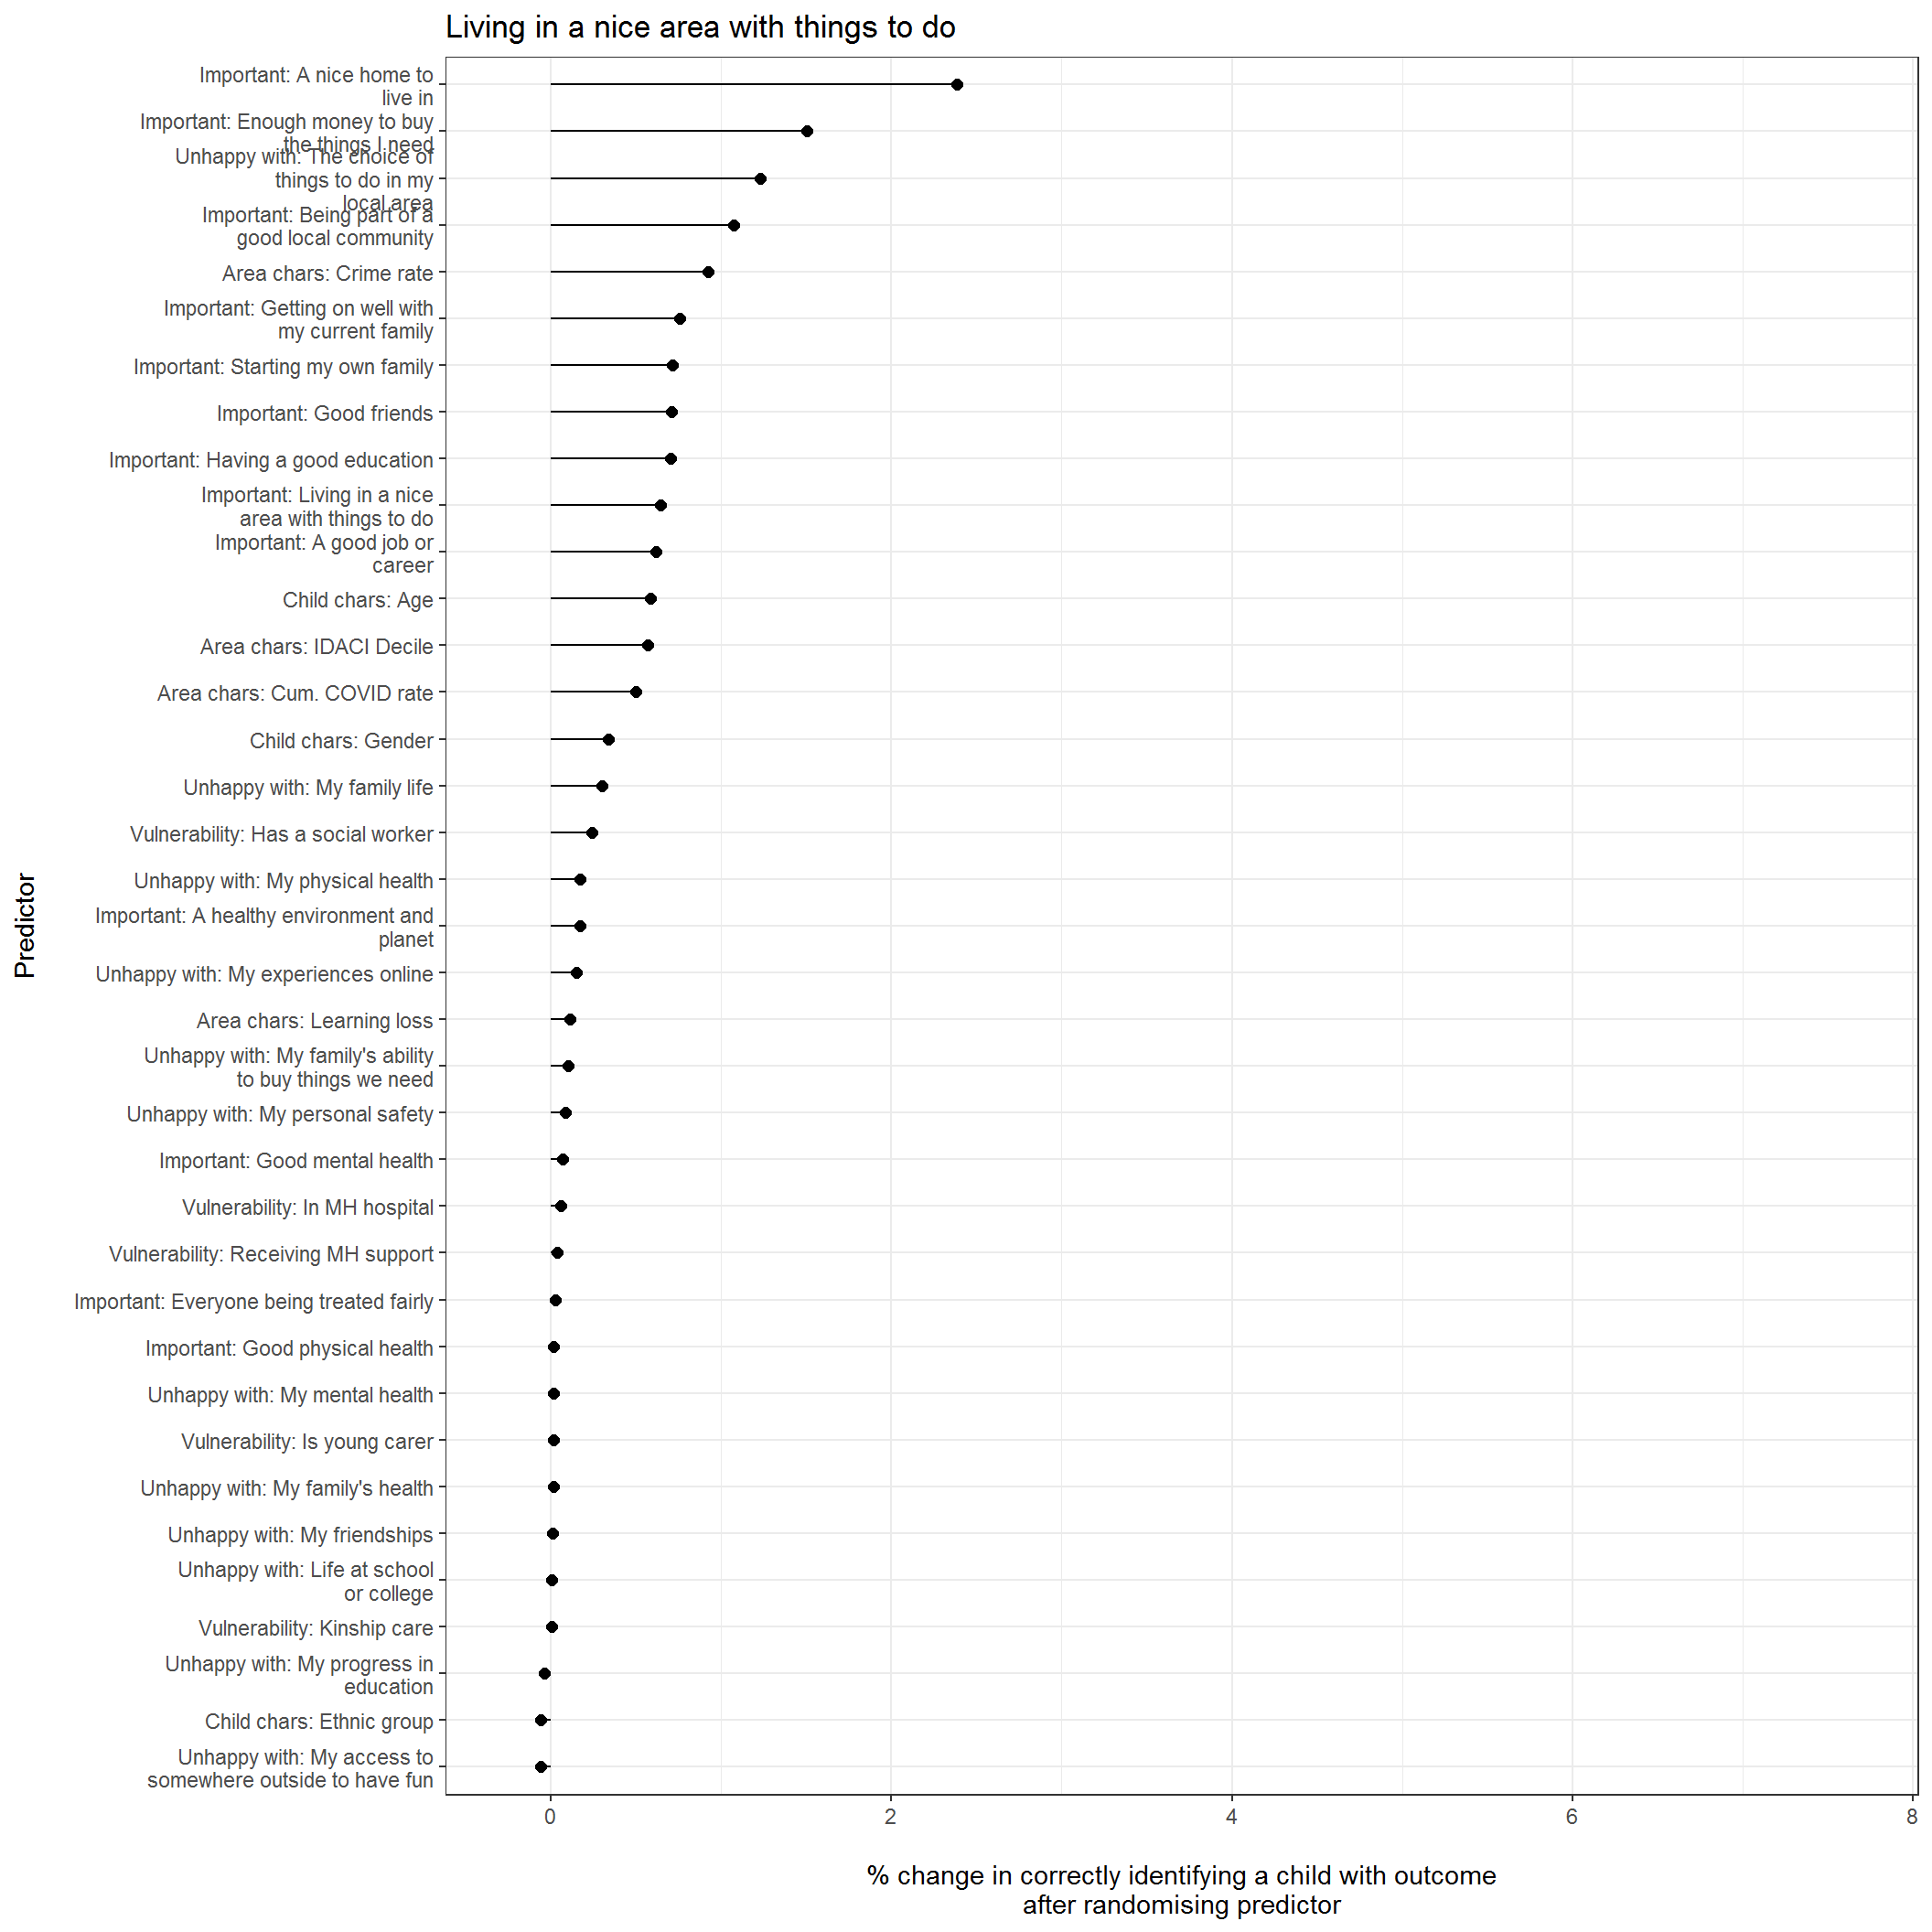 Living in a nice area with things to do
Important: A nice home to
live in
Important: Enough money to buy
the things I need
Unhappy with: The choice of
things to do in my
local area
Important: Being part of a
good local community
Area chars: Crime rate
Important: Getting on well with
my current family
Important: Starting my own family
Important: Good friends
Important: Having a good education
Important: Living in a nice
area with things to do
Important: A good job or
career
Child chars: Age
Area chars: IDACI Decile
Area chars: Cum. COVID rate
Child chars: Gender
Unhappy with: My family life
Vulnerability: Has a social worker
Unhappy with: My physical health
Important: A healthy environment and
planet
Unhappy with: My experiences online
Area chars: Learning loss
Unhappy with: My family's ability
to buy things we need
Unhappy with: My personal safety
Important: Good mental health
Vulnerability: In MH hospital
Vulnerability: Receiving MH support
Important: Everyone being treated fairly
Important: Good physical health
Unhappy with: My mental health
Vulnerability: Is young carer
Unhappy with: My family's health
Unhappy with: My friendships
Unhappy with: Life at school
or college
Vulnerability: Kinship care
Unhappy with: My progress in
education
Child chars: Ethnic group
Unhappy with: My access to
somewhere outside to have fun
Predictor
0 2 4 6 8
% change in correctly identifying a child with outcome
after randomising predictor